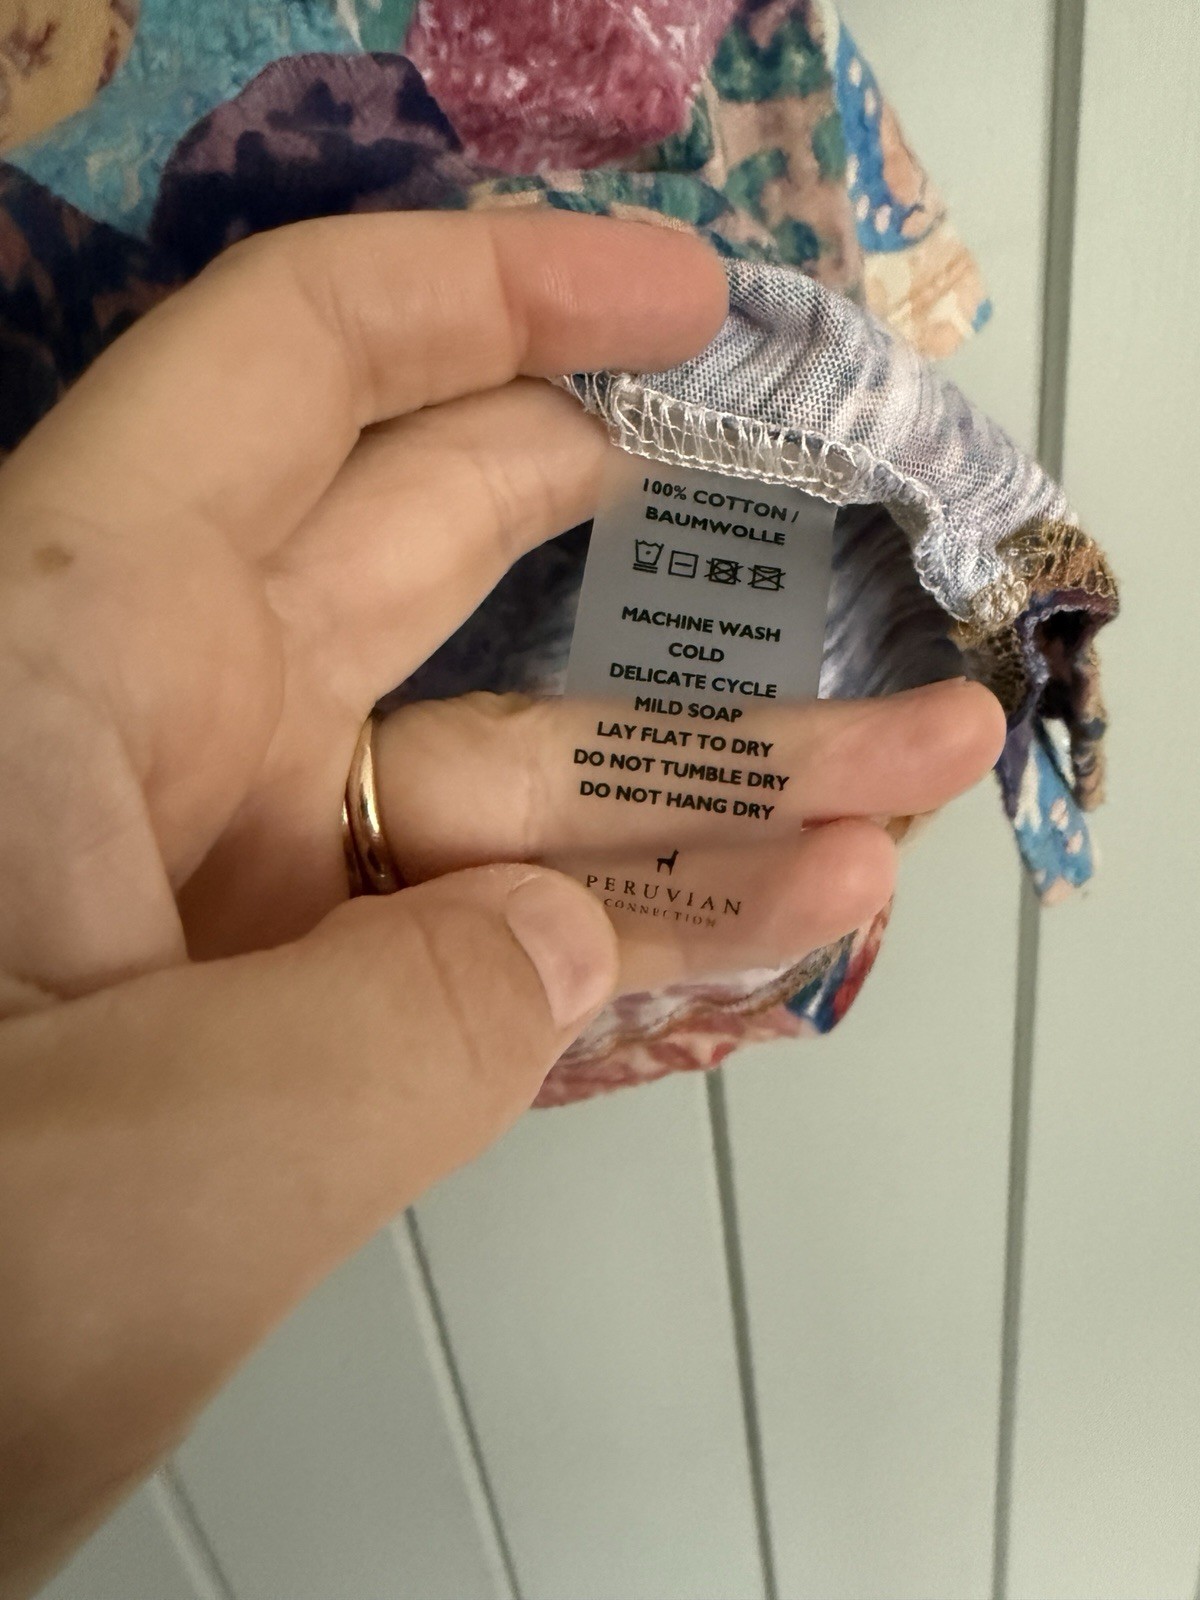 100% COTTON /
BAUMWOLLE
MACHINE WASH
COLD
DELICATE CYCLE
MILD SOAP
LAY FLAT TO DRY
DO NOT TUMBLE DRY
DO NOT HANG DRY
PERUVIAN
CONNECTION